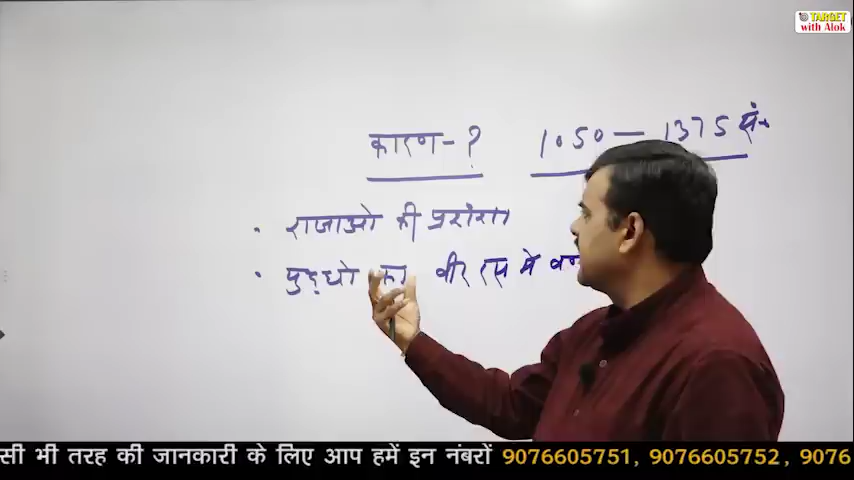 TARGET
with Alok
कारण - ? 1050 — 1375 सं॰
• राजाओ की प्रशंसा
• युद्धो का वीर रस मे
सी भी तरह की जानकारी के लिए आप हमें इन नंबरों 9076605751, 9076605752, 9076